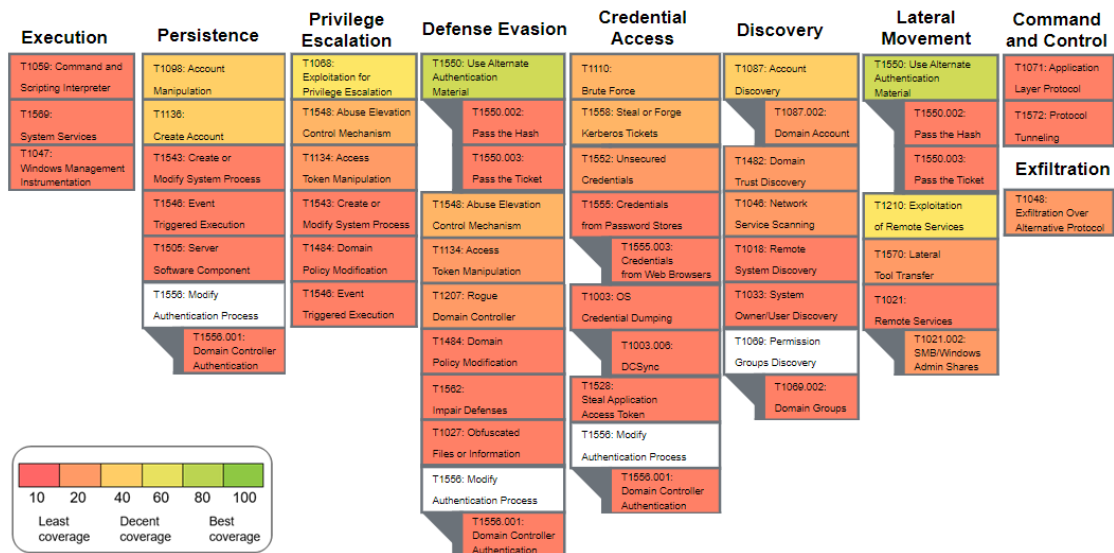 Execution
T1059: Command and
Scripting Interpreter
T1569:
System Services
T1047:
Windows Management
Instrumentation
Persistence
T1098: Account
Manipulation
T1136:
Create Account
T1543: Create or
Modify System Process
T1546: Event
Triggered Execution
T1505: Server
Software Component
T1556: Modify
Authentication Process
T1556.001:
Domain Controller
Authentication
Privilege
Escalation
T1068:
Exploitation for
Privilege Escalation
T1548: Abuse Elevation
Control Mechanism
T1134: Access
Token Manipulation
T1543: Create or
Modify System Process
T1484: Domain
Policy Modification
T1546: Event
Triggered Execution
Defense Evasion
T1550: Use Alternate
Authentication
Material
T1550.002:
Pass the Hash
T1550.003:
Pass the Ticket
T1548: Abuse Elevation
Control Mechanism
T1134: Access
Token Manipulation
T1207: Rogue
Domain Controller
T1484: Domain
Policy Modification
T1562:
Impair Defenses
T1027: Obfuscated
Files or Information
T1556: Modify
Authentication Process
T1556.001:
Domain Controller
Authentication
Credential
Access
T1110:
Brute Force
T1558: Steal or Forge
Kerberos Tickets
T1552: Unsecured
Credentials
T1555: Credentials
from Password Stores
T1555.003:
Credentials
from Web Browsers
T1003: OS
Credential Dumping
T1003.006:
DCSync
T1528:
Steal Application
Access Token
T1556: Modify
Authentication Process
T1556.001:
Domain Controller
Authentication
Discovery
T1087: Account
Discovery
T1087.002:
Domain Account
T1482: Domain
Trust Discovery
T1046: Network
Service Scanning
T1018: Remote
System Discovery
T1033: System
Owner/User Discovery
T1069: Permission
Groups Discovery
T1069.002:
Domain Groups
Lateral
Movement
T1550: Use Alternate
Authentication
Material
T1550.002:
Pass the Hash
T1550.003:
Pass the Ticket
T1210: Exploitation
of Remote Services
T1570: Lateral
Tool Transfer
T1021:
Remote Services
T1021.002:
SMB/Windows
Admin Shares
Command
and Control
T1071: Application
Layer Protocol
T1572: Protocol
Tunneling
Exfiltration
T1048:
Exfiltration Over
Alternative Protocol
10 20 40 60 80 100
Least coverage
Decent coverage
Best coverage